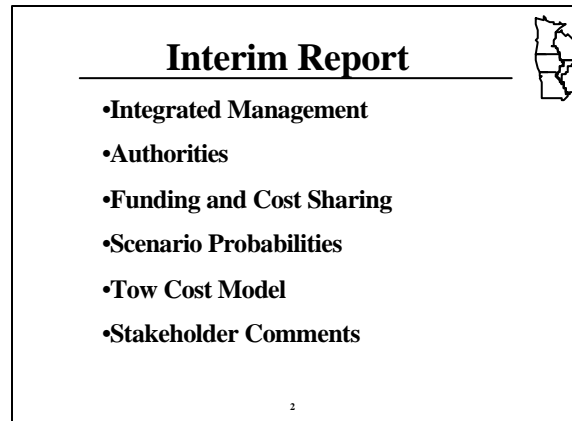 Interim Report
•Integrated Management
•Authorities
•Funding and Cost Sharing
•Scenario Probabilities
•Tow Cost Model
•Stakeholder Comments
2